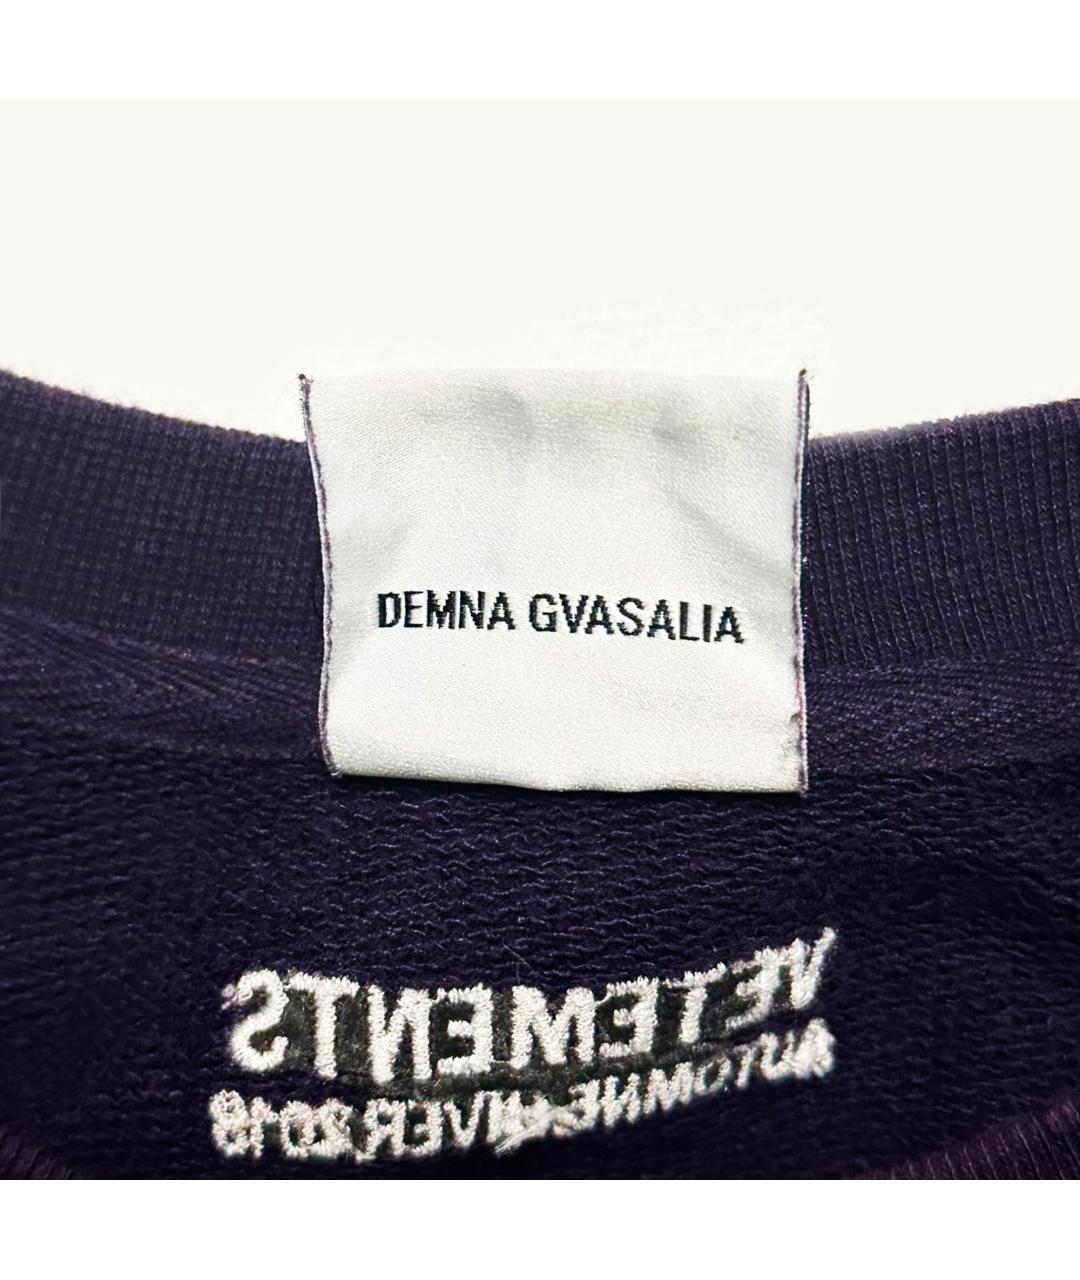 DEMNA GVASALIA
VETEMENTS
AUTOMNE-HIVER 2018